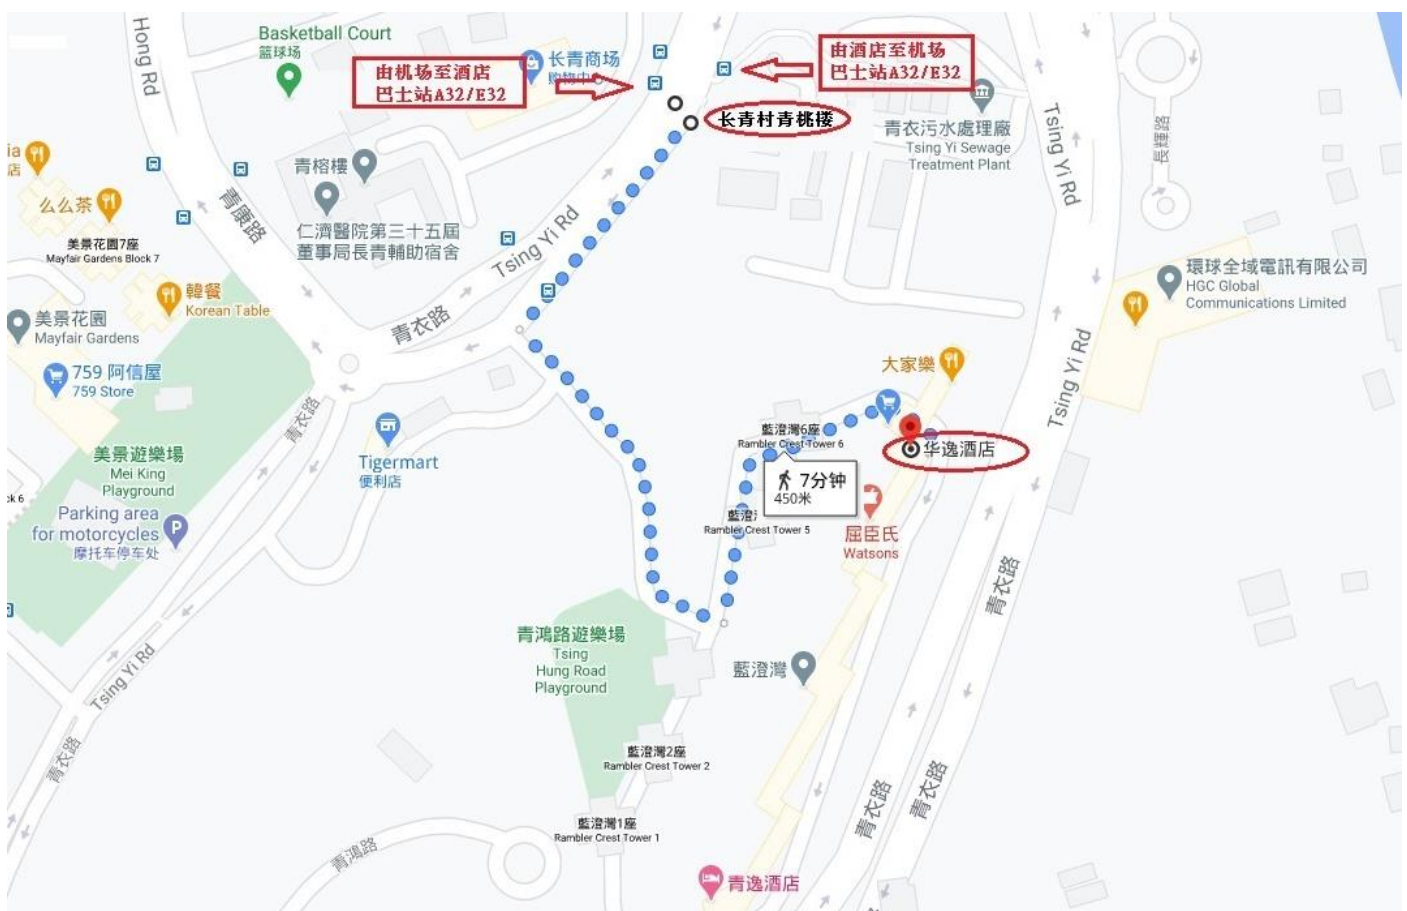 Hong Rd
Basketball Court
篮球场
长青商场
购物中
由机场至酒店
巴士站A32/E32
由酒店至机场
巴士站A32/E32
长青村青桃楼
青衣污水處理廠
Tsing Yi Sewage
Treatment Plant
Tsing Yi Rd
長輝路
ia
店
么么茶
美景花園7座
Mayfair Gardens Block 7
青康路
青榕樓
仁濟醫院第三十五屆
董事局長青輔助宿舍
Tsing Yi Rd
青衣路
環球全域電訊有限公司
HGC Global
Communications Limited
韓餐
Korean Table
美景花園
Mayfair Gardens
759 阿信屋
759 Store
大家樂
Tsing Yi Rd
青衣路
美景遊樂場
Mei King
Playground
Tigermart
便利店
藍澄灣6座
Rambler Crest Tower 6
华逸酒店
7分钟
450米
ck 6
Parking area
for motorcycles
摩托车停车处
P
藍澄
Rambler Crest Tower 5
屈臣氏
Watsons
青衣路
青鴻路遊樂場
Tsing
Hung Road
Playground
Tsing Yi Rd
藍澄灣
青衣路
藍澄灣2座
Rambler Crest Tower 2
青衣路
青衣路
藍澄灣1座
Rambler Crest Tower 1
青鴻路
青逸酒店